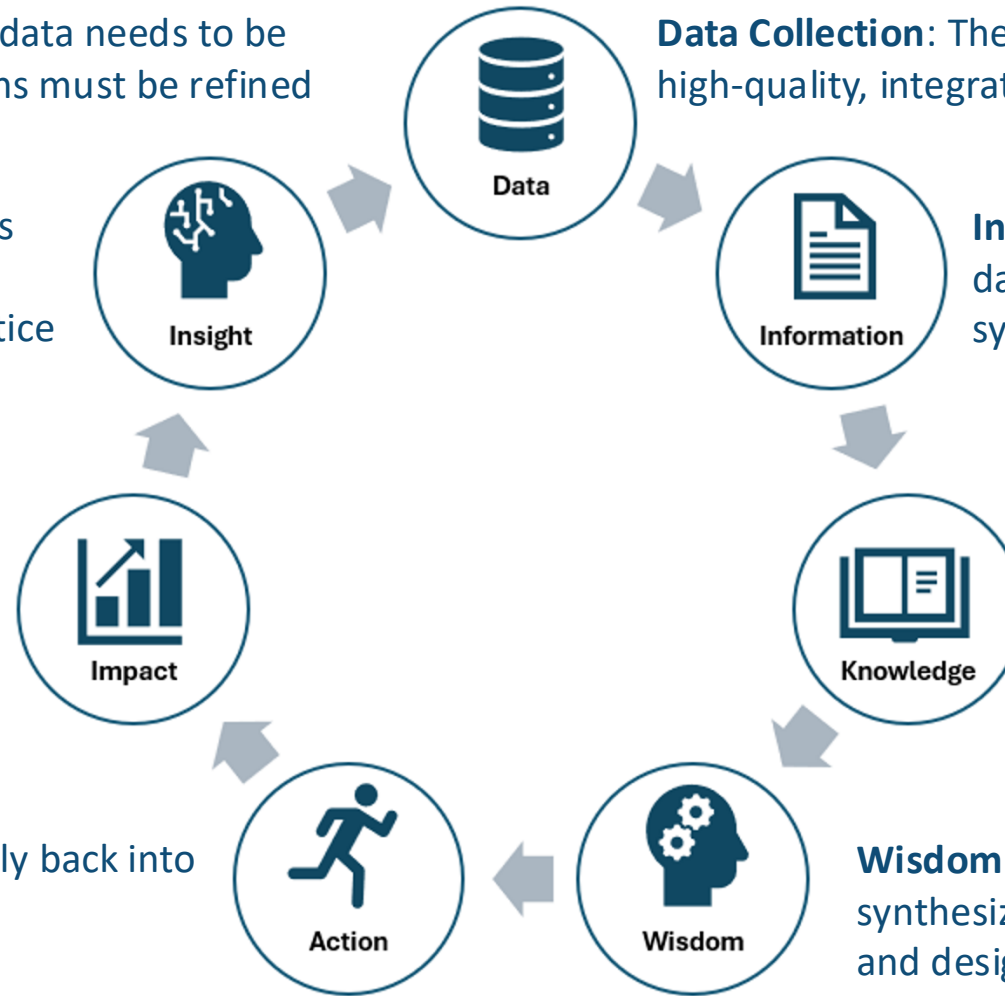 data needs to be
ns must be refined
Data Collection: The
high-quality, integrat
Data
s
tice
Insight
Information
In
da
sy
Impact
Knowledge
ly back into
Action
Wisdom
Wisdom
synthesiz
and desig